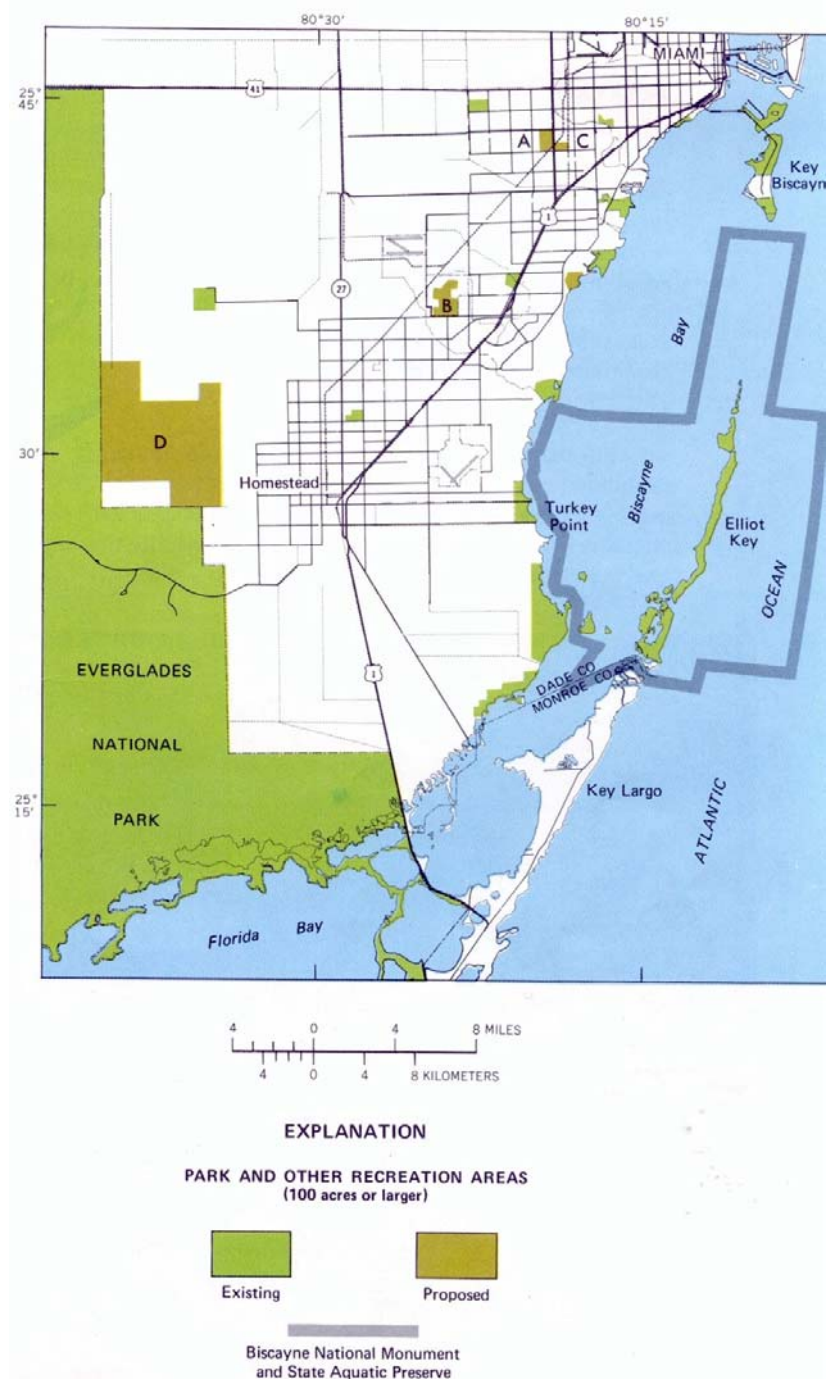 80°30'
80°15'
MIAMI
25°
45'
41
A
C
Key
Biscayn
1
27
B
Bay
D
30'
Homestead
Turkey
Point
Biscayne
Elliot
Key
OCEAN
EVERGLADES
NATIONAL
PARK
DADE CO
MONROE CO
1
Key Largo
25°
15'
ATLANTIC
Florida Bay
4 0 4 8 MILES
4 0 4 8 KILOMETERS
EXPLANATION
PARK AND OTHER RECREATION AREAS
(100 acres or larger)
Existing
Proposed
Biscayne National Monument
and State Aquatic Preserve